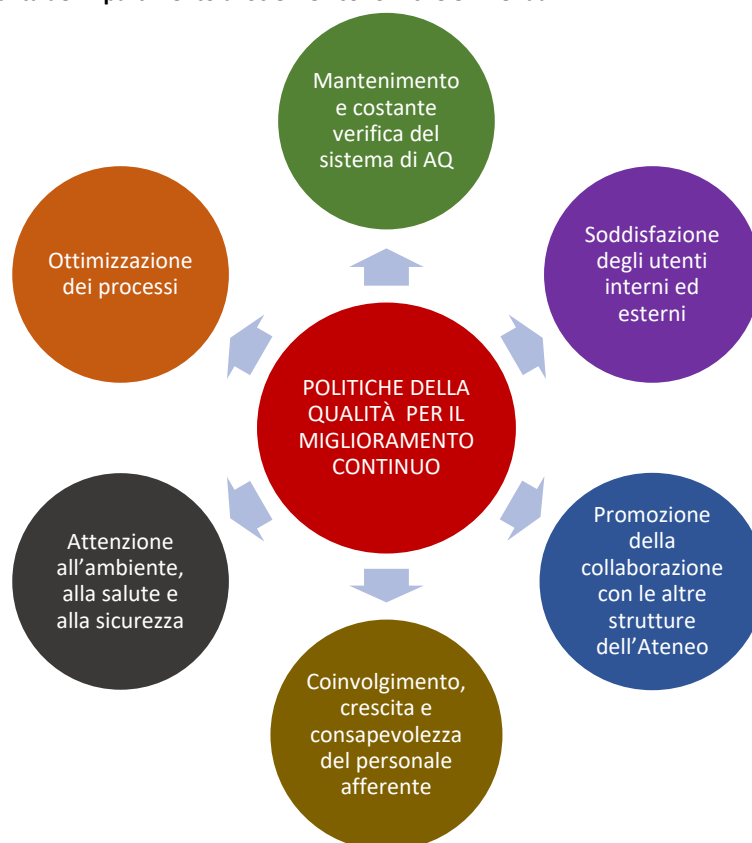 Mantenimento
e costante
verifica del
sistema di AQ
Ottimizzazione
dei processi
Soddisfazione
degli utenti
interni ed
esterni
POLITICHE DELLA
QUALITÀ PER IL
MIGLIORAMENTO
CONTINUO
Attenzione
all'ambiente,
alla salute e
alla sicurezza
Promozione
della
collaborazione
con le altre
strutture
dell'Ateneo
Coinvolgimento,
crescita e
consapevolezza
del personale
afferente